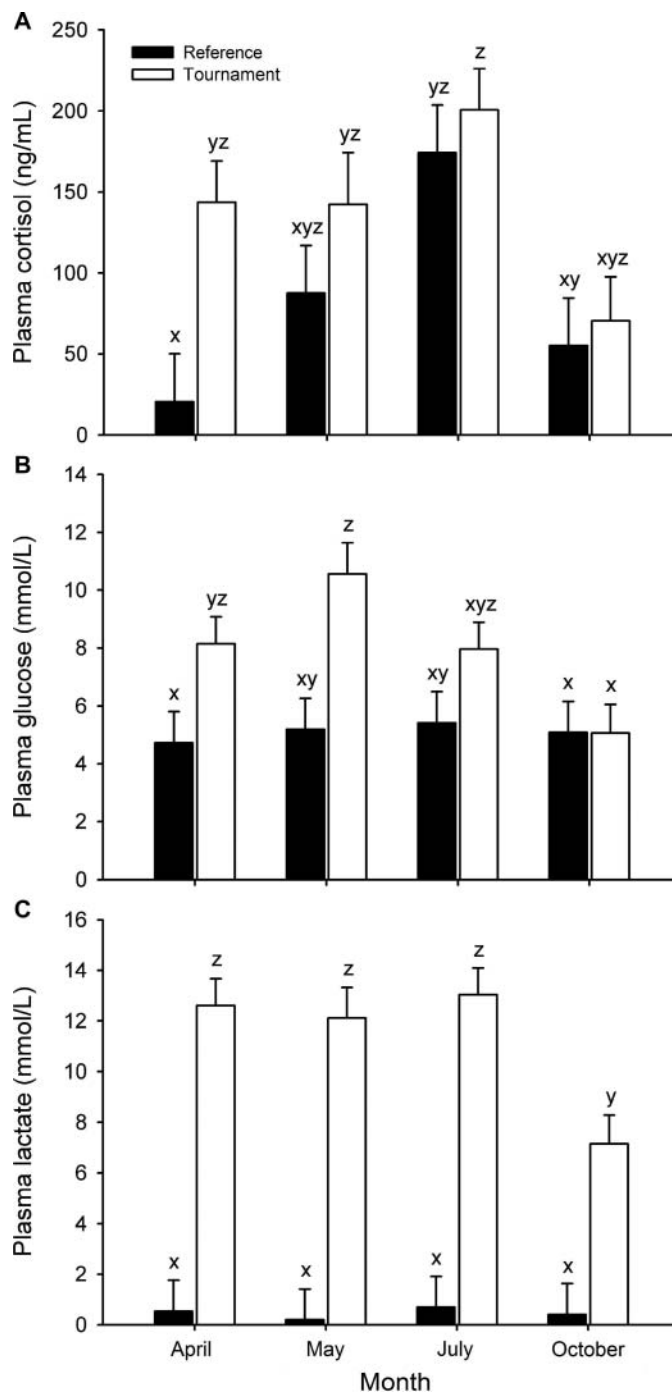 A
250
Reference
Tournament
z
200
yz
yz
yz
150
Plasma cortisol (ng/mL)
xyz
100
xyz
xy
50
x
0
B
14
12
z
10
yz
xyz
Plasma glucose (mmol/L)
8
x
xy
xy
x
x
6
4
2
0
C
16
14
z
z
z
12
Plasma lactate (mmol/L)
10
y
8
6
4
2
x
x
x
x
0
April
May
July
October
Month